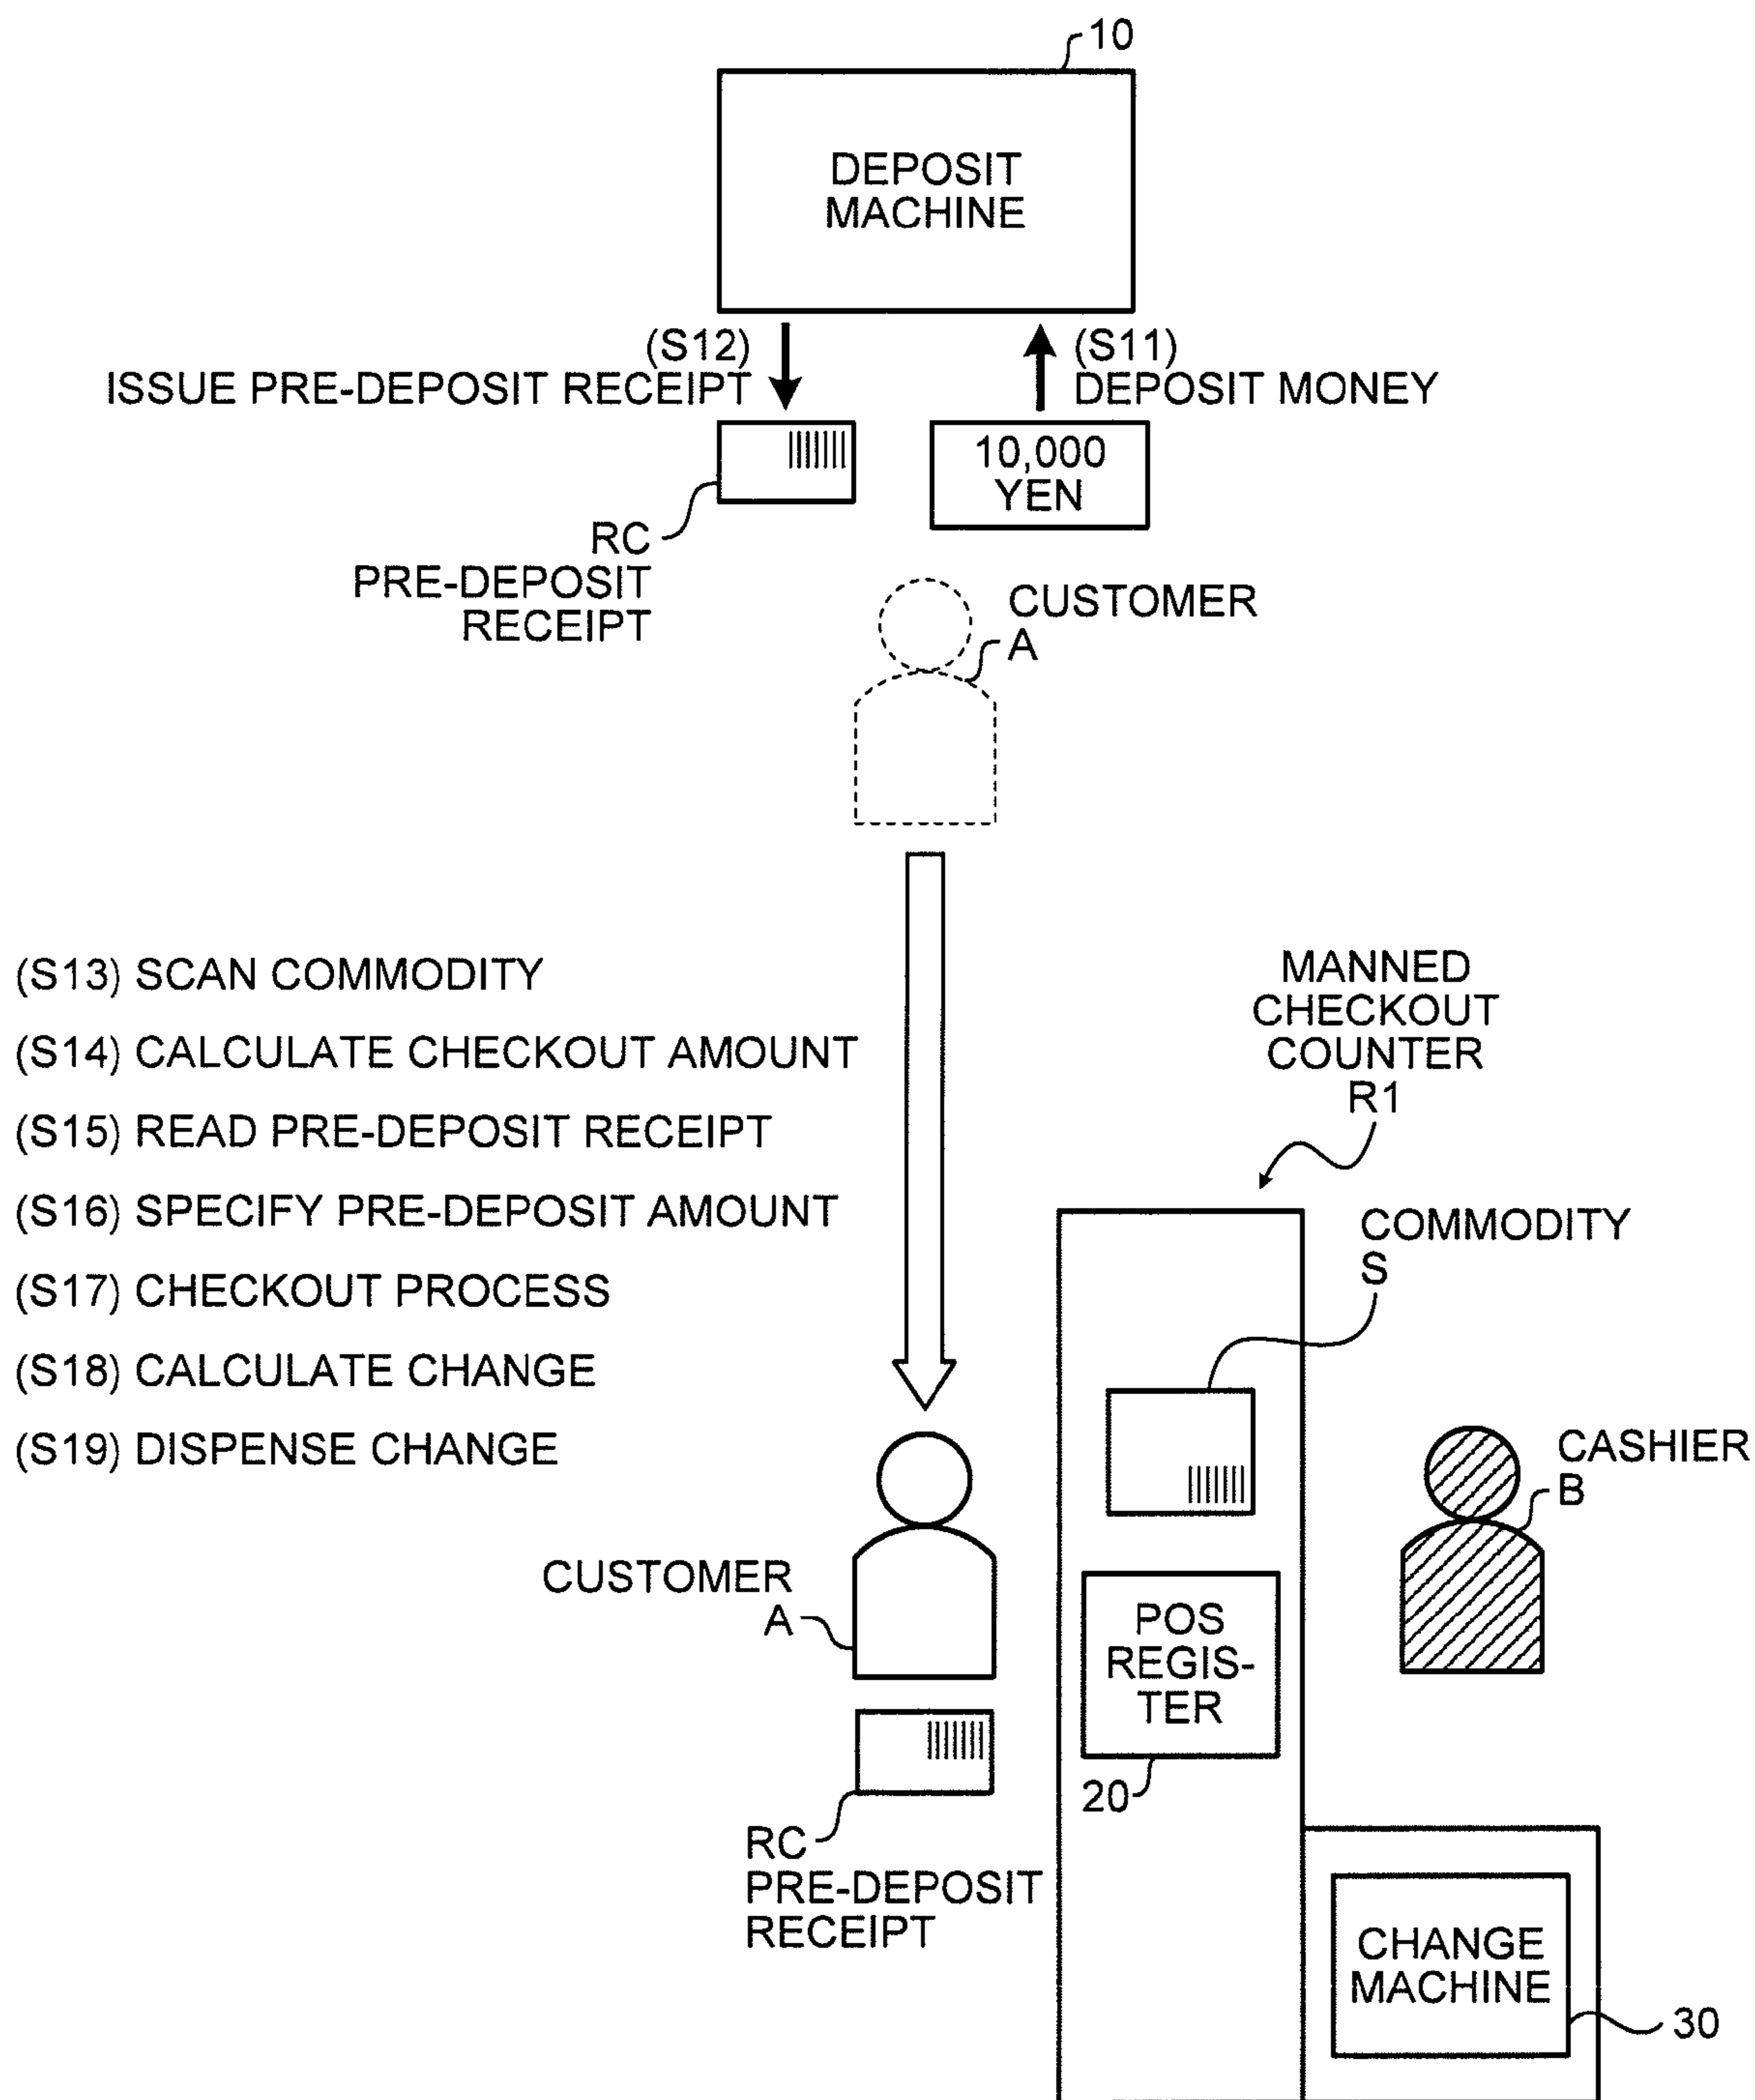 10
DEPOSIT
MACHINE
(S12)
ISSUE PRE-DEPOSIT RECEIPT
(S11)
DEPOSIT MONEY
10,000
YEN
RC
PRE-DEPOSIT
RECEIPT
CUSTOMER
A
(S13) SCAN COMMODITY
(S14) CALCULATE CHECKOUT AMOUNT
(S15) READ PRE-DEPOSIT RECEIPT
(S16) SPECIFY PRE-DEPOSIT AMOUNT
(S17) CHECKOUT PROCESS
(S18) CALCULATE CHANGE
(S19) DISPENSE CHANGE
MANNED
CHECKOUT
COUNTER
R1
COMMODITY
S
CASHIER
B
CUSTOMER
A
POS
REGIS-
TER
20
RC
PRE-DEPOSIT
RECEIPT
CHANGE
MACHINE
30